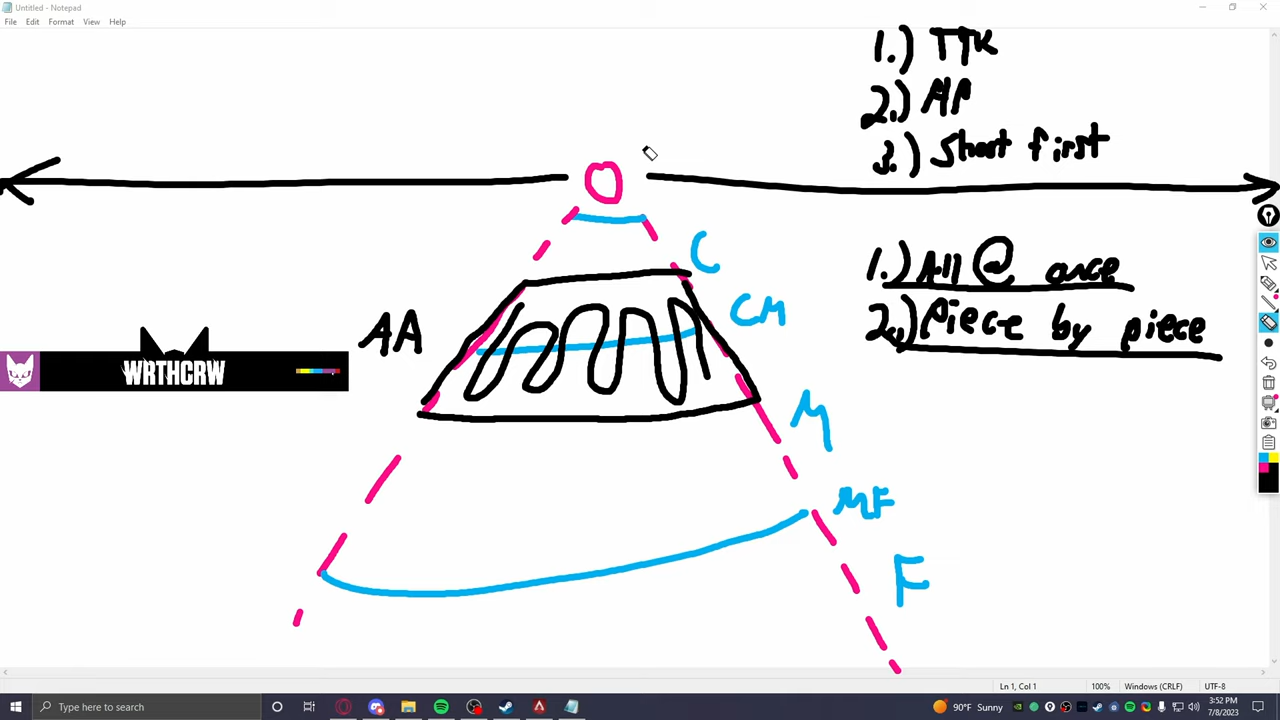 Untitled - Notepad
File Edit Format View Help
1.) TTK
2.) AP
3.) Shoot first
C
1.) All @ once
CM
2.) Piece by piece
AA
WRTHCRW
M
MF
F
Ln 1, Col 1 100% Windows (CRLF) UTF-8
Type here to search
90°F Sunny
3:52 PM
7/8/2023